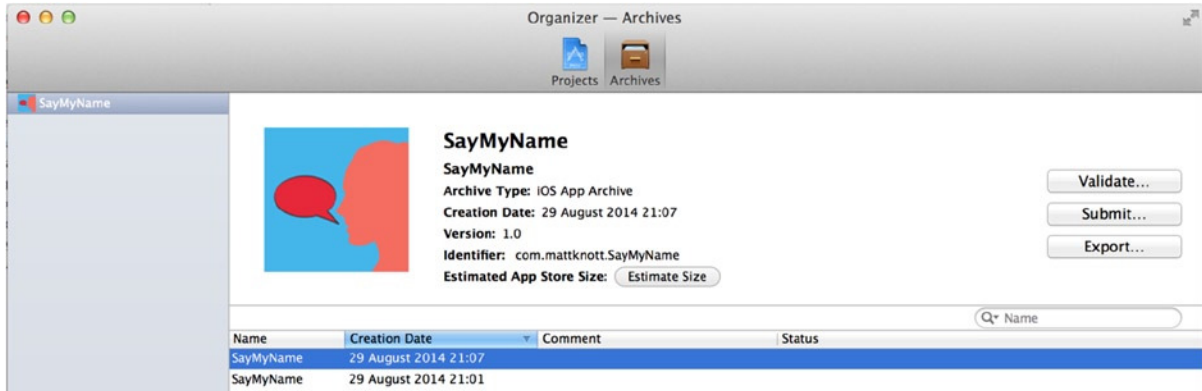 Organizer — Archives
Projects Archives
SayMyName
SayMyName
SayMyName
Archive Type: iOS App Archive
Creation Date: 29 August 2014 21:07
Version: 1.0
Identifier: com.mattknott.SayMyName
Estimated App Store Size: Estimate Size
Validate...
Submit...
Export...
Name
Name Creation Date Comment Status
SayMyName 29 August 2014 21:07
SayMyName 29 August 2014 21:01